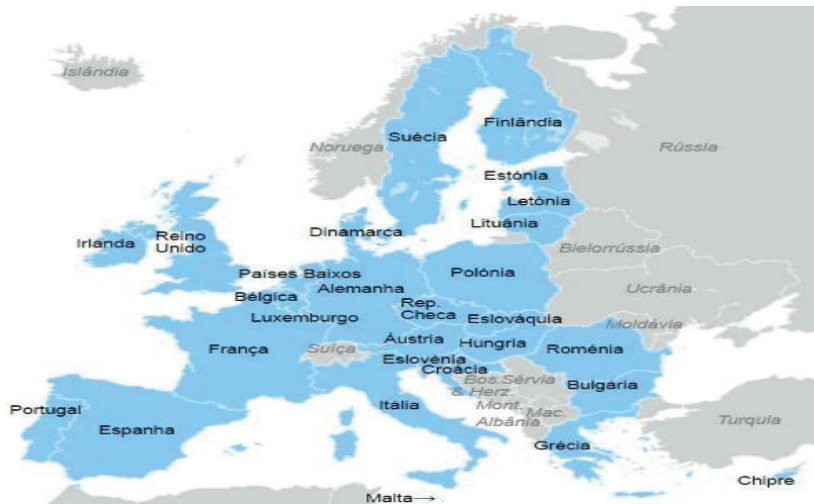 Islândia
Finlândia
Suécia
Noruega
Rússia
Estónia
Letónia
Lituânia
Dinamarca
Irlanda
Reino
Unido
Bielorrússia
Países Baixos
Polónia
Alemanha
Ucrânia
Bélgica
Rep.
Checa
Luxemburgo
Eslováquia
Moldávia
Áustria
Hungria
França
Suíça
Roménia
Eslovénia
Croácia
Bos.
Sérvia
& Herz.
Bulgária
Portugal
Itália
Mont.
Mac.
Espanha
Albânia
Turquia
Grécia
Chipre
Malta→